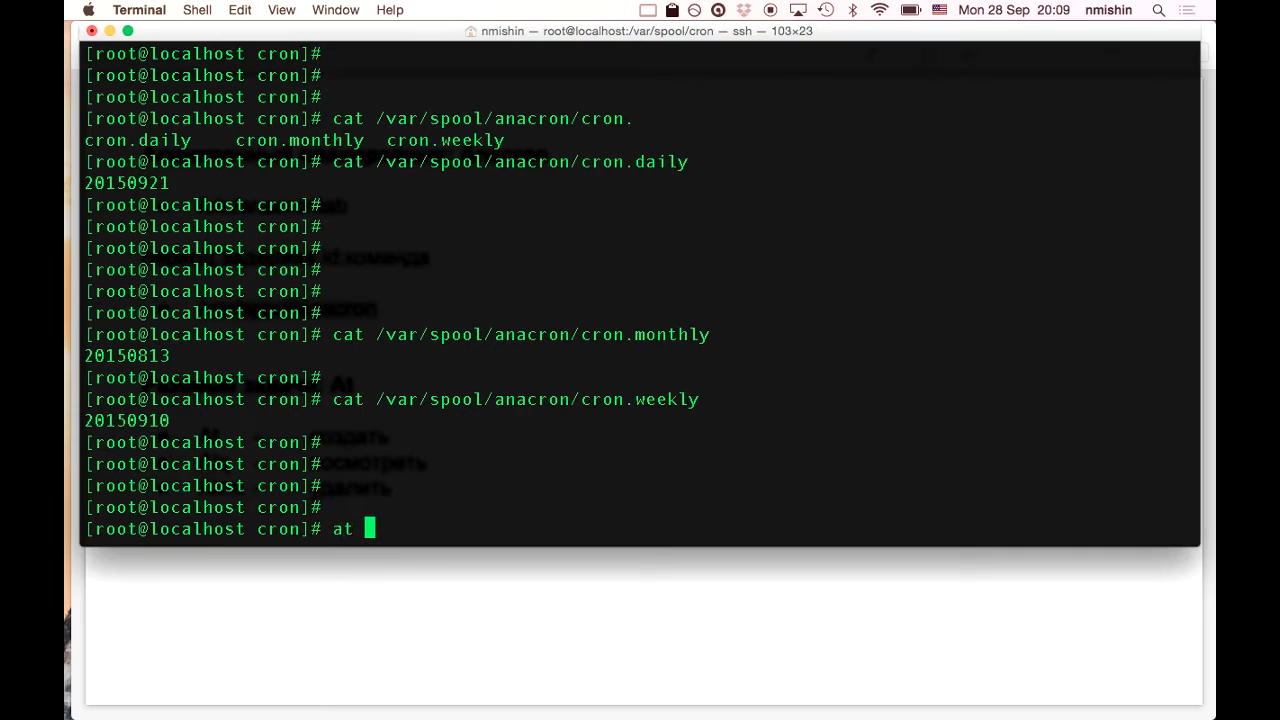 Terminal Shell Edit View Window Help Mon 28 Sep 20:09 nmishin
nmishin — root@localhost:/var/spool/cron — ssh — 103×23
[root@localhost cron]#
[root@localhost cron]#
[root@localhost cron]#
[root@localhost cron]# cat /var/spool/anacron/cron.
cron.daily cron.monthly cron.weekly
[root@localhost cron]# cat /var/spool/anacron/cron.daily
20150921
[root@localhost cron]#
[root@localhost cron]#
[root@localhost cron]#
[root@localhost cron]#
[root@localhost cron]#
[root@localhost cron]#
[root@localhost cron]# cat /var/spool/anacron/cron.monthly
20150813
[root@localhost cron]#
[root@localhost cron]# cat /var/spool/anacron/cron.weekly
20150910
[root@localhost cron]#
[root@localhost cron]#
[root@localhost cron]#
[root@localhost cron]#
[root@localhost cron]# at